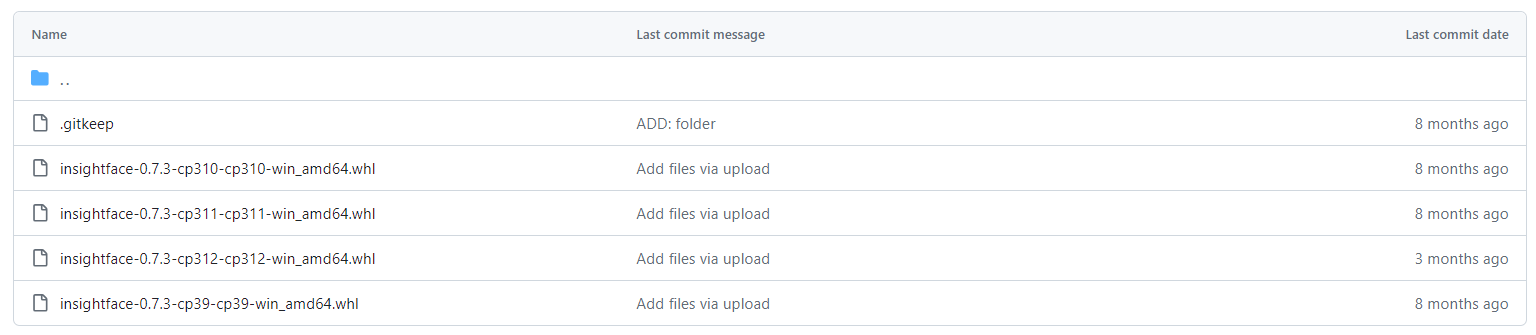 Name Last commit message Last commit date
..
.gitkeep ADD: folder 8 months ago
insightface-0.7.3-cp310-cp310-win_amd64.whl Add files via upload 8 months ago
insightface-0.7.3-cp311-cp311-win_amd64.whl Add files via upload 8 months ago
insightface-0.7.3-cp312-cp312-win_amd64.whl Add files via upload 3 months ago
insightface-0.7.3-cp39-cp39-win_amd64.whl Add files via upload 8 months ago